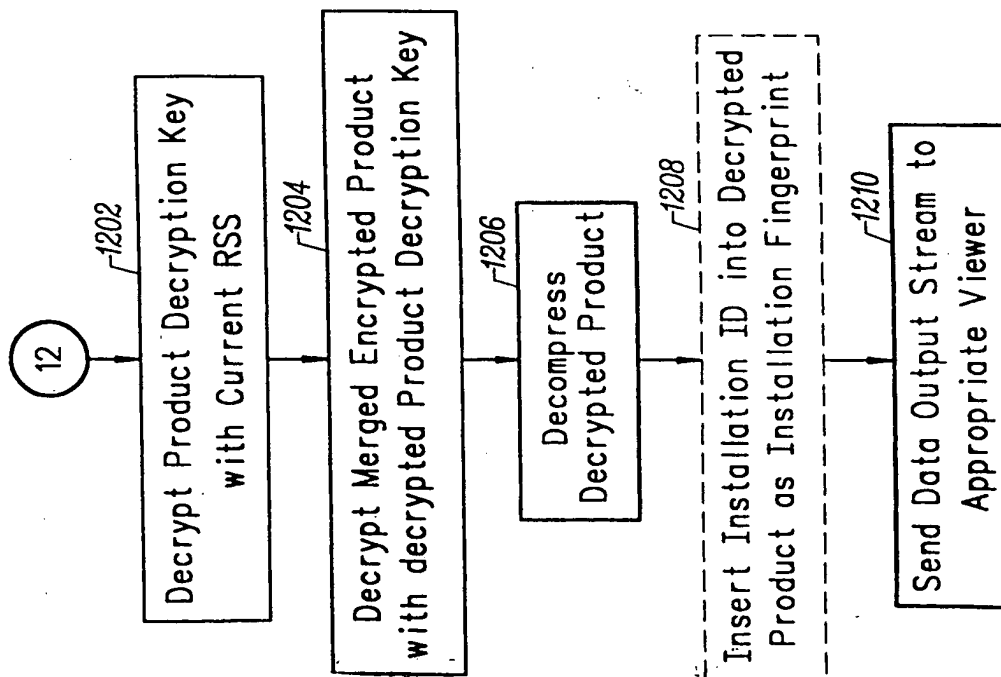 12
1202
Decrypt Product Decryption Key
with Current RSS
1204
Decrypt Merged Encrypted Product
with decrypted Product Decryption Key
1206
Decompress
Decrypted Product
1208
Insert Installation ID into Decrypted
Product as Installation Fingerprint
1210
Send Data Output Stream to
Appropriate Viewer